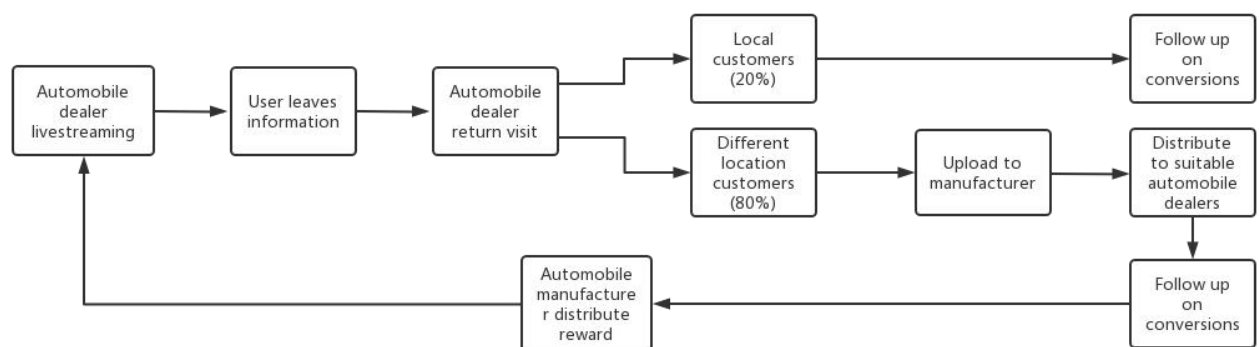 Automobile
dealer
livestreaming
User leaves
information
Automobile
dealer
return visit
Local
customers
(20%)
Follow up
on
conversions
Different
location
customers
(80%)
Upload to
manufacturer
Distribute
to suitable
automobile
dealers
Follow up
on
conversions
Automobile
manufacture
r distribute
reward